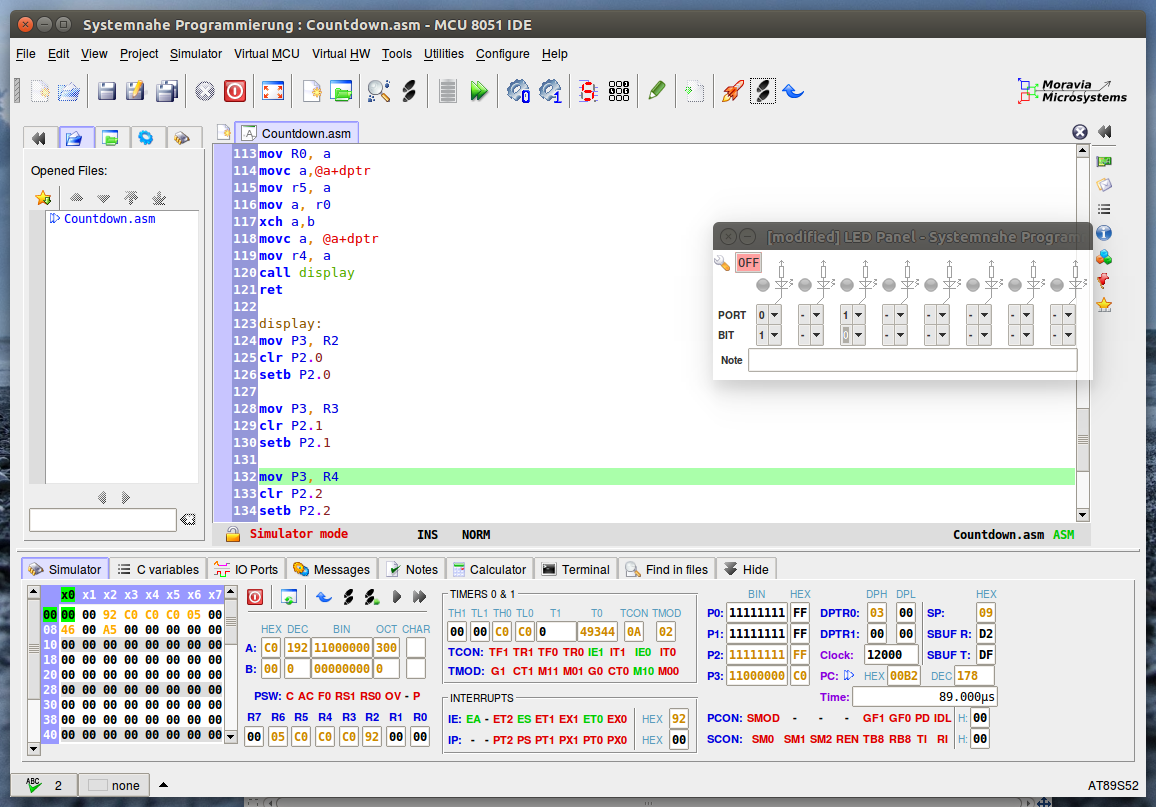 Systemnahe Programmierung : Countdown.asm - MCU 8051 IDE
File Edit View Project Simulator Virtual MCU Virtual HW Tools Utilities Configure Help
Moravia
Microsystems
Countdown.asm
Opened Files:
Countdown.asm
113 mov R0, a
114 movc a,@a+dptr
115 mov r5, a
116 mov a, r0
117 xch a,b
118 movc a, @a+dptr
119 mov r4, a
120 call display
121 ret
122
123 display:
124 mov P3, R2
125 clr P2.0
126 setb P2.0
127
128 mov P3, R3
129 clr P2.1
130 setb P2.1
131
132 mov P3, R4
133 clr P2.2
134 setb P2.2
[modified] LED Panel - Systemnahe Program
OFF
PORT 0 - 1 - - - - -
BIT 1 - 0 - - - - -
Note
Simulator mode INS NORM Countdown.asm ASM
Simulator C variables IO Ports Messages Notes Calculator Terminal Find in files Hide
x0 x1 x2 x3 x4 x5 x6 x7
00 00 00 92 C0 C0 C0 05 00
08 46 00 A5 00 00 00 00 00
10 00 00 00 00 00 00 00 00
18 00 00 00 00 00 00 00 00
20 00 00 00 00 00 00 00 00
28 00 00 00 00 00 00 00 00
30 00 00 00 00 00 00 00 00
38 00 00 00 00 00 00 00 00
40 00 00 00 00 00 00 00 00
HEX DEC BIN OCT CHAR
A: C0 192 11000000 300
B: 00 0 00000000 0
PSW: C AC F0 RS1 RS0 OV - P
R7 R6 R5 R4 R3 R2 R1 R0
00 05 C0 C0 C0 92 00 00
TIMERS 0 & 1
TH1 TL1 TH0 TL0 T1 T0 TCON TMOD
00 00 C0 C0 0 49344 0A 02
TCON: TF1 TR1 TF0 TR0 IE1 IT1 IE0 IT0
TMOD: G1 CT1 M11 M01 G0 CT0 M10 M00
INTERRUPTS
IE: EA - ET2 ES ET1 EX1 ET0 EX0 HEX 92
IP: - - PT2 PS PT1 PX1 PT0 PX0 HEX 00
BIN HEX
P0: 11111111 FF
P1: 11111111 FF
P2: 11111111 FF
P3: 11000000 C0
DPH DPL HEX
DPTR0: 03 00 SP: 09
DPTR1: 00 00 SBUF R: D2
Clock: 12000 SBUF T: DF
PC: HEX 00B2 DEC 178
Time: 89.000µs
PCON: SMOD - - - GF1 GF0 PD IDL H: 00
SCON: SM0 SM1 SM2 REN TB8 RB8 TI RI H: 00
ABC 2 none AT89S52